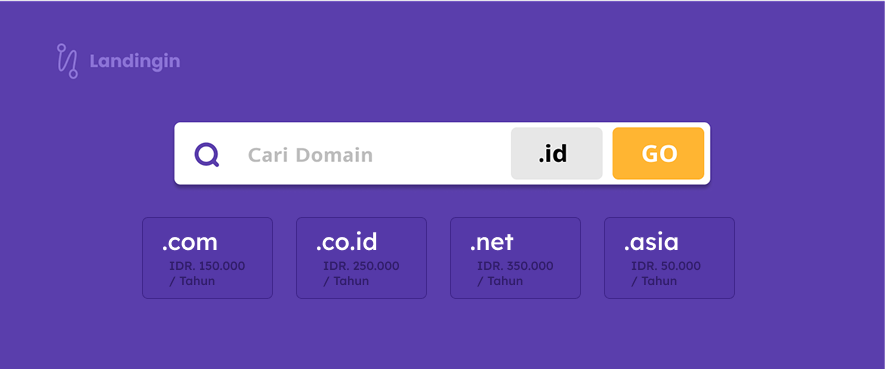 Landingin
Cari Domain .id GO
.com .co.id .net .asia
IDR. 150.000 IDR. 250.000 IDR. 350.000 IDR. 50.000
/ Tahun / Tahun / Tahun / Tahun